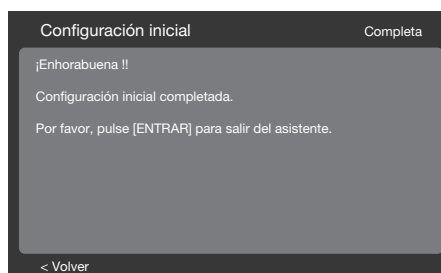 Configuración inicial
Completa
¡Enhorabuena !!
Configuración inicial completada.
Por favor, pulse [ENTRAR] para salir del asistente.
< Volver